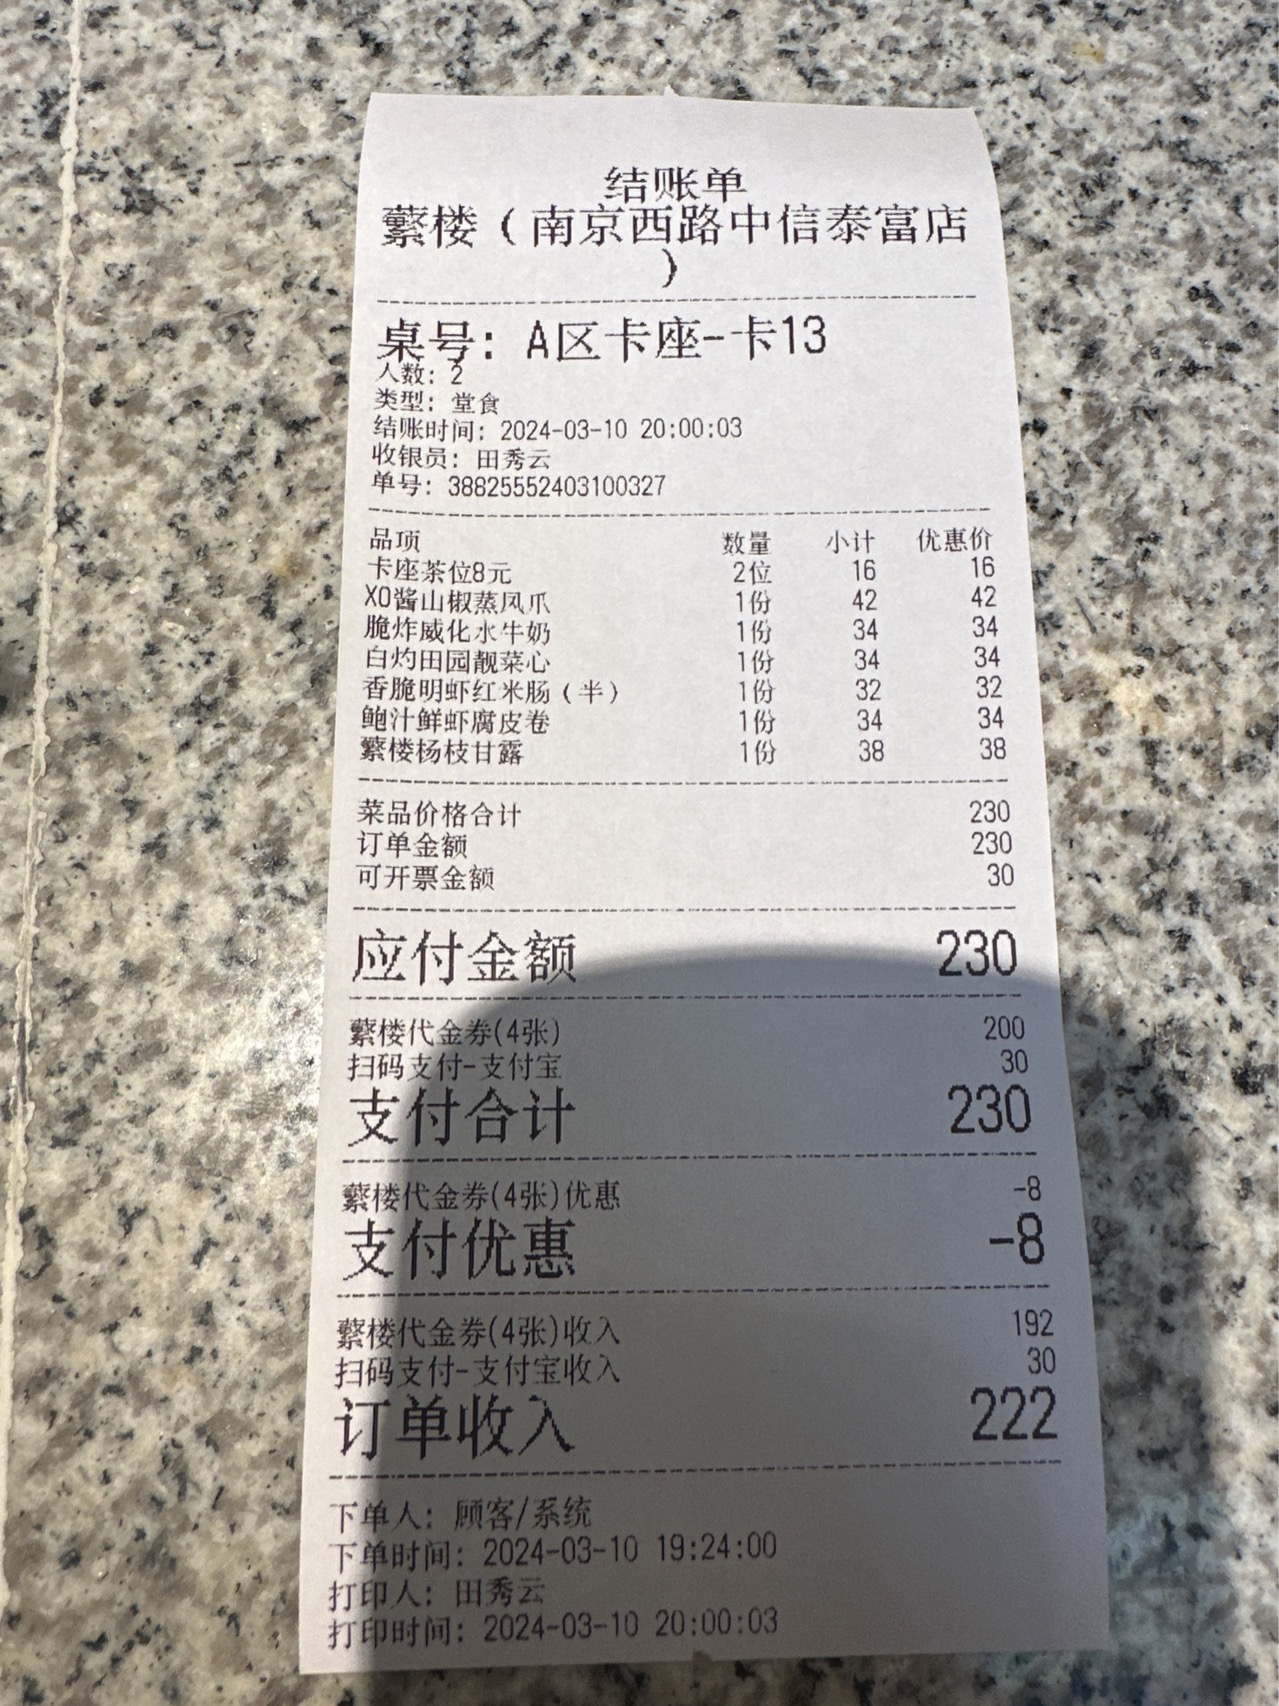 结账单
蘩楼（南京西路中信泰富店
）
桌号：A区卡座-卡13
人数：2
类型：堂食
结账时间：2024-03-10 20:00:03
收银员：田秀云
单号：38825552403100327
品项 数量 小计 优惠价
卡座茶位8元 2位 16 16
XO酱山椒蒸凤爪 1份 42 42
脆炸威化水牛奶 1份 34 34
白灼田园靓菜心 1份 34 34
香脆明虾红米肠（半） 1份 32 32
鲍汁鲜虾腐皮卷 1份 34 34
蘩楼杨枝甘露 1份 38 38
菜品价格合计 230
订单金额 230
可开票金额 30
应付金额 230
蘩楼代金券(4张) 200
扫码支付-支付宝 30
支付合计 230
蘩楼代金券(4张)优惠 -8
支付优惠 -8
蘩楼代金券(4张)收入 192
扫码支付-支付宝收入 30
订单收入 222
下单人：顾客/系统
下单时间：2024-03-10 19:24:00
打印人：田秀云
打印时间：2024-03-10 20:00:03